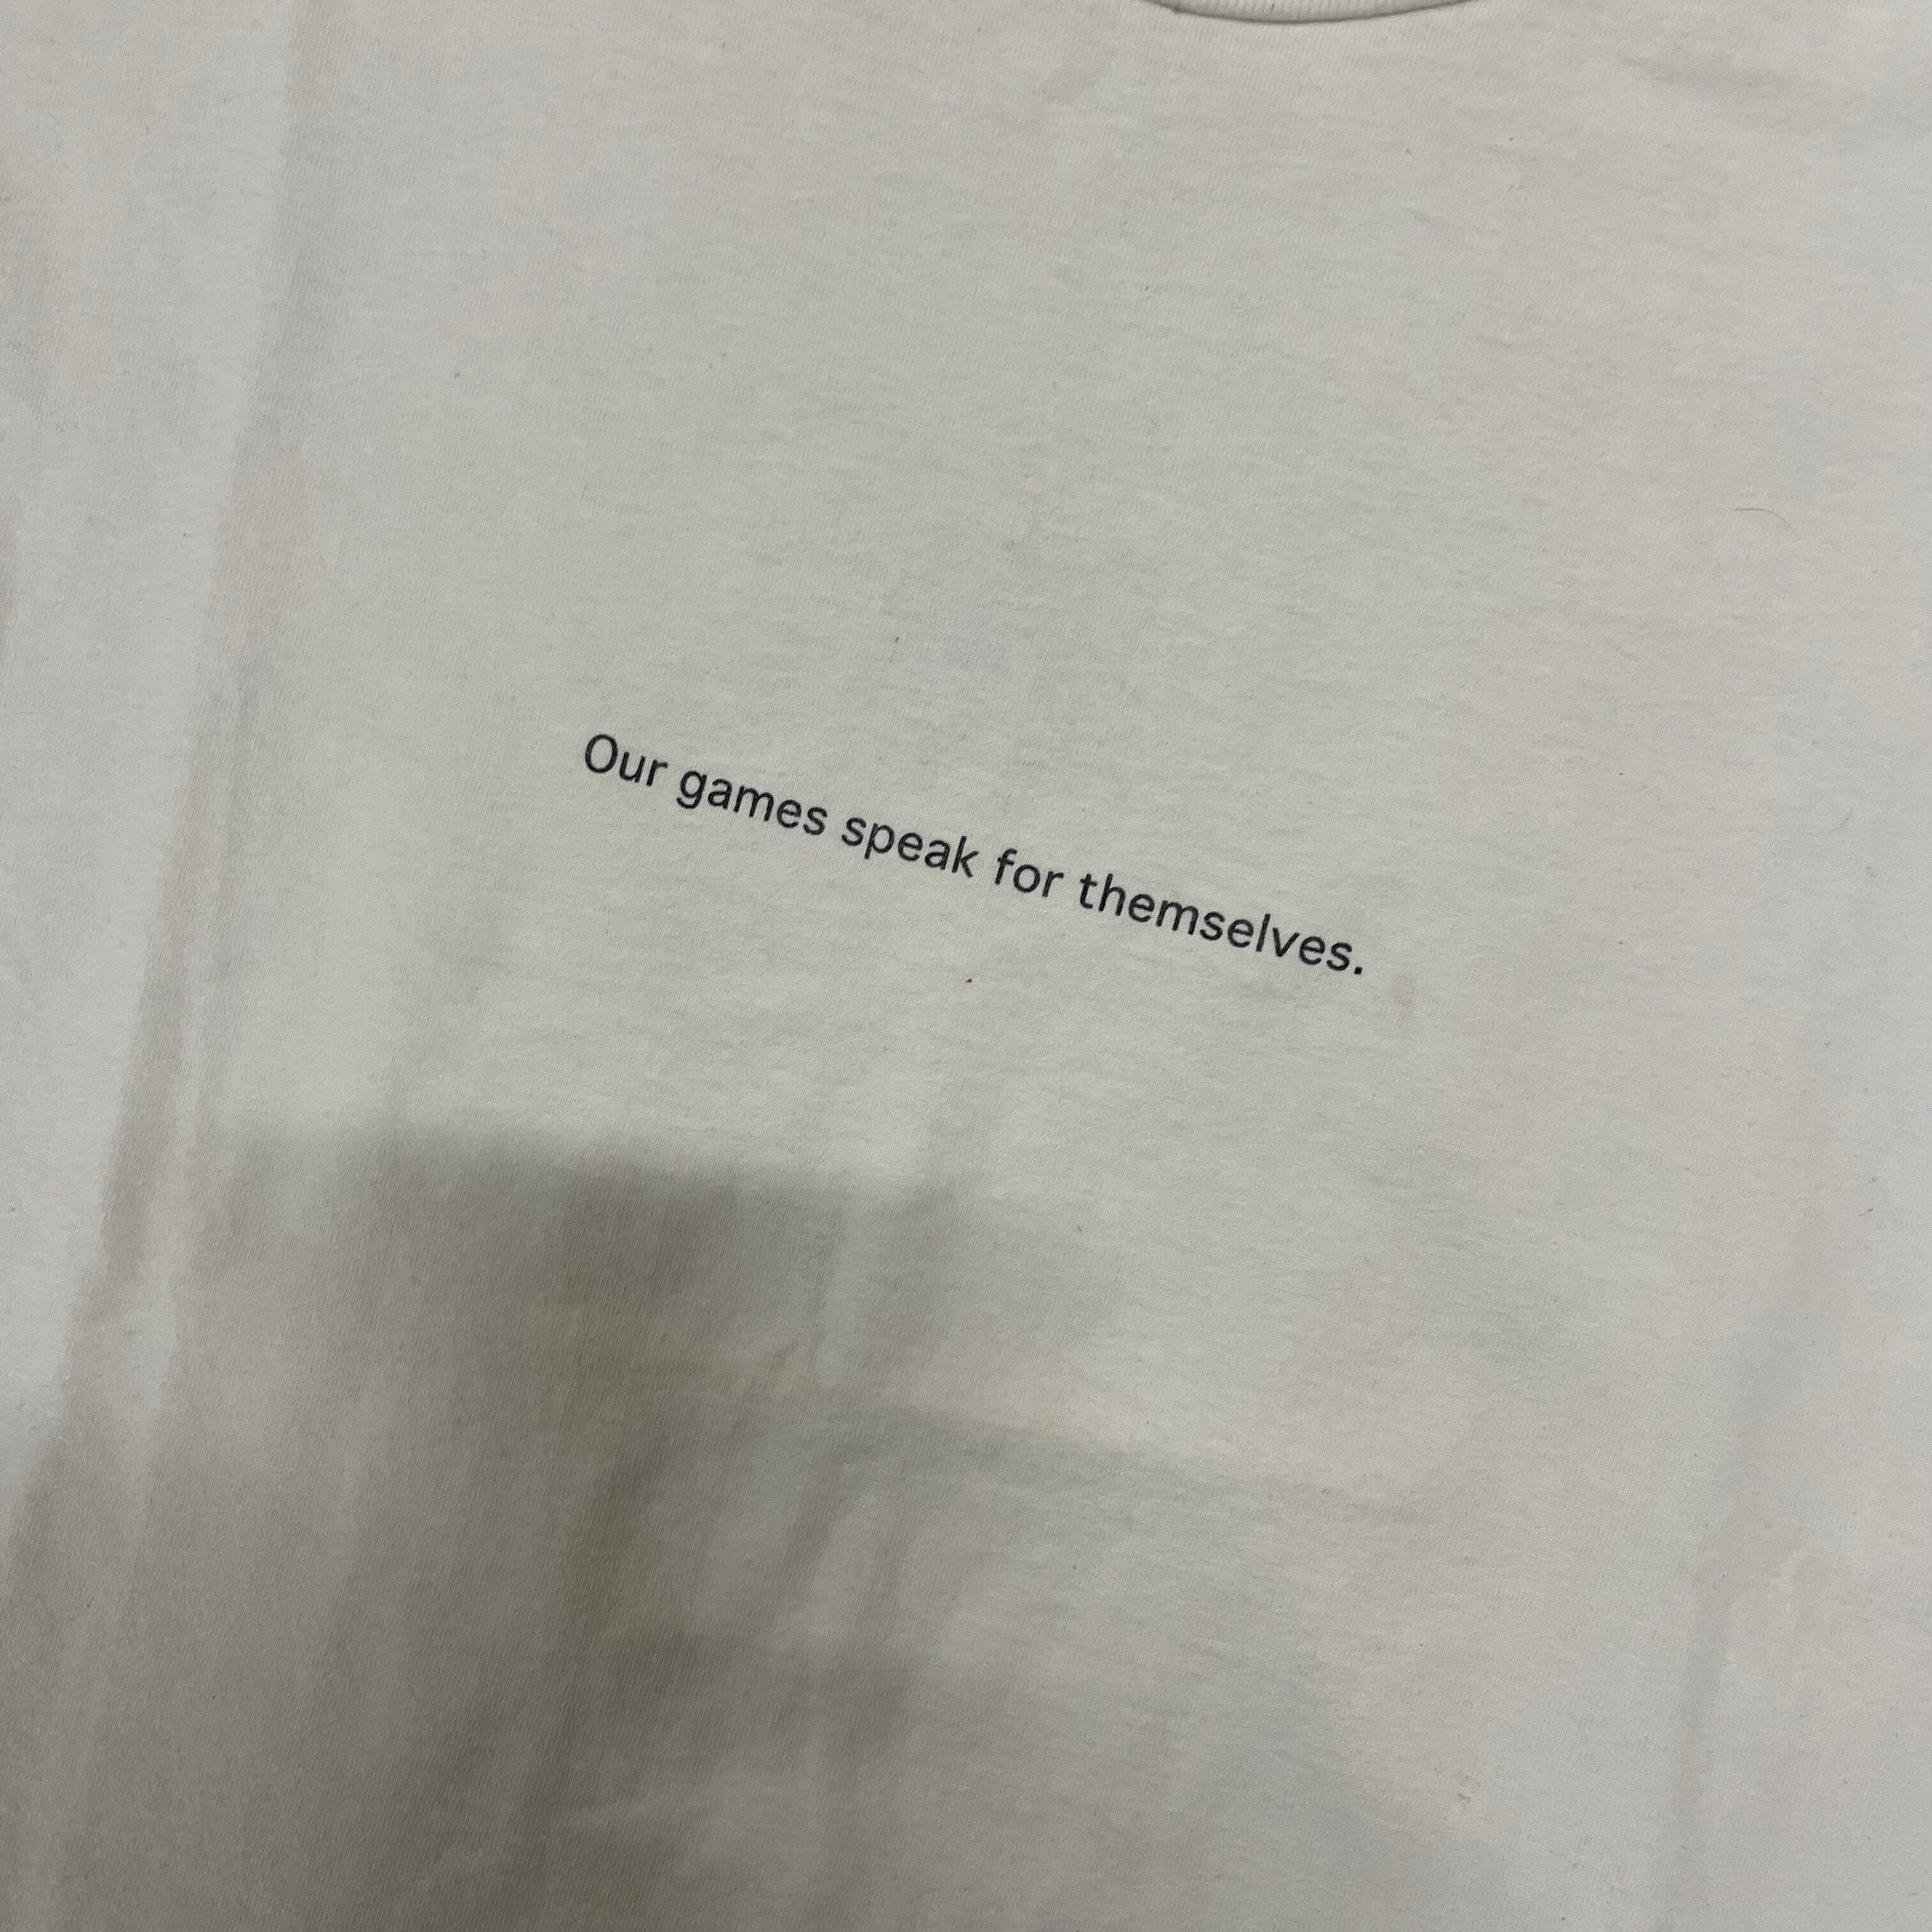 Our games speak for themselves.